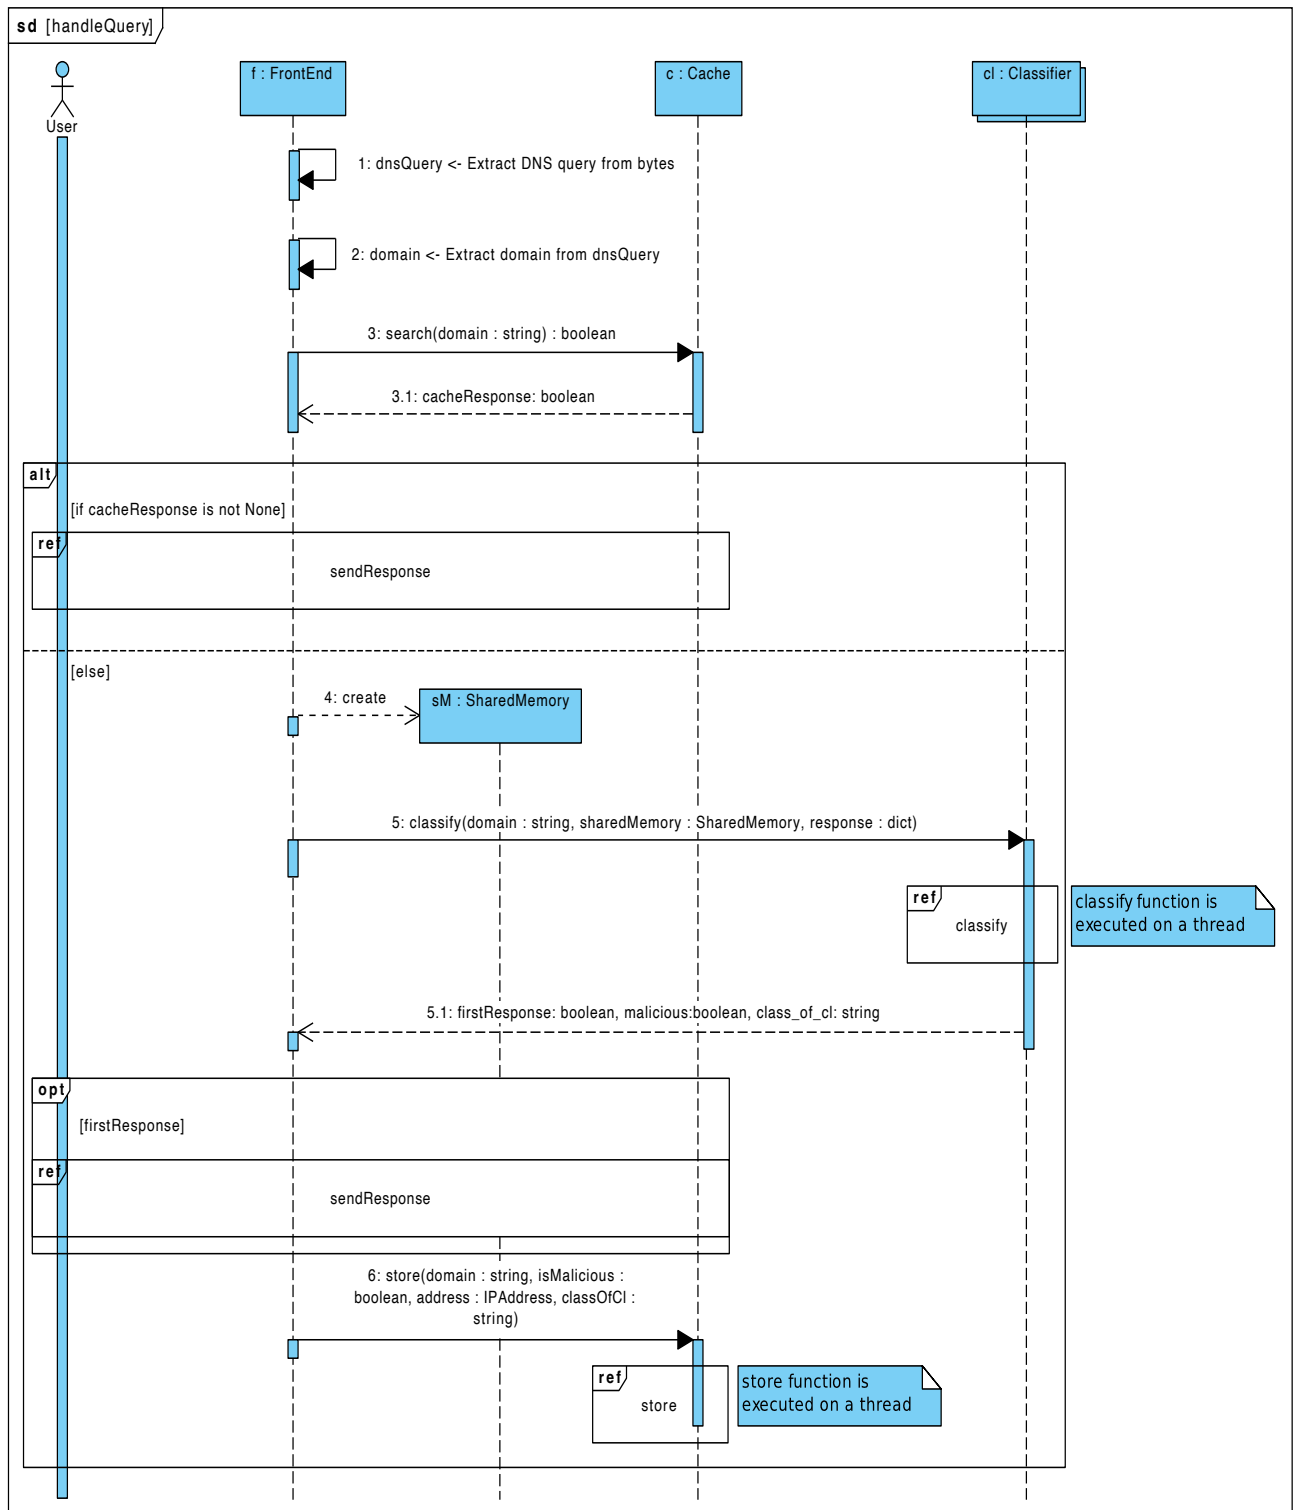 sd [handleQuery]
User
f : FrontEnd
c : Cache
cl : Classifier
1: dnsQuery <- Extract DNS query from bytes
2: domain <- Extract domain from dnsQuery
3: search(domain : string) : boolean
3.1: cacheResponse: boolean
alt
[if cacheResponse is not None]
ref
sendResponse
[else]
4: create
sM : SharedMemory
5: classify(domain : string, sharedMemory : SharedMemory, response : dict)
ref
classify
classify function is
executed on a thread
5.1: firstResponse: boolean, malicious:boolean, class_of_cl: string
opt
[firstResponse]
ref
sendResponse
6: store(domain : string, isMalicious :
boolean, address : IPAddress, classOfCl :
string)
ref
store
store function is
executed on a thread